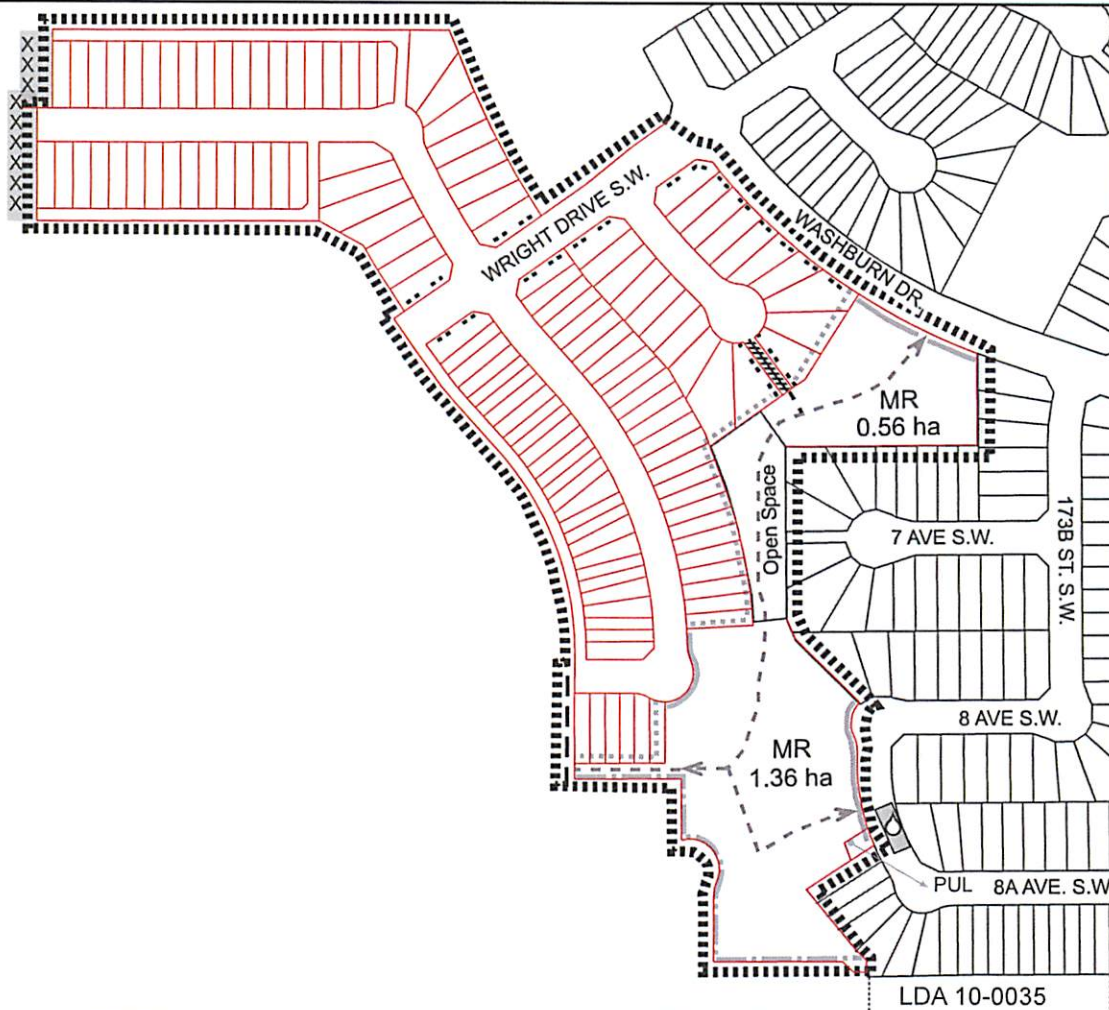 X
X
X
X
X
X
X
X
X
X
WRIGHT DRIVE S.W.
WASHBURN DR.
MR
0.56 ha
Open Space
7 AVE S.W.
173B ST. S.W.
8 AVE S.W.
MR
1.36 ha
PUL
8A AVE. S.W
LDA 10-0035